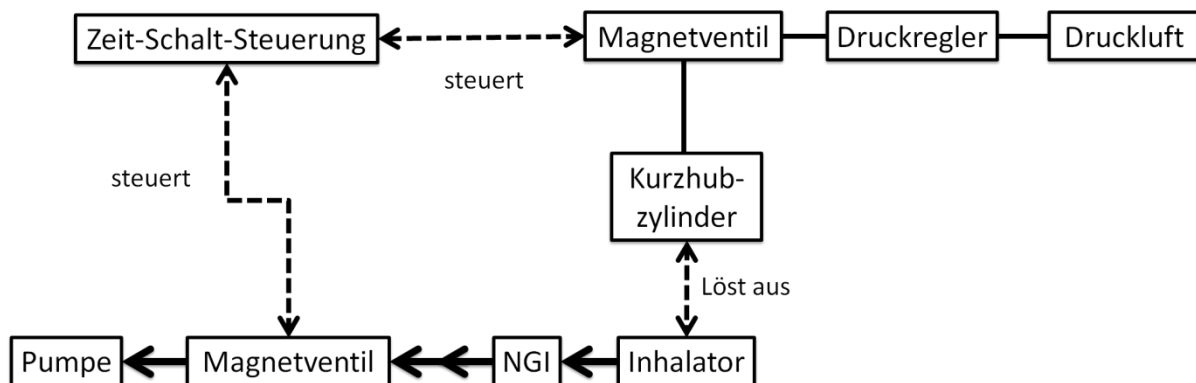 Zeit-Schalt-Steuerung
Magnetventil
Druckregler
Druckluft
steuert
steuert
Kurzhub-
zylinder
Löst aus
Pumpe
Magnetventil
NGI
Inhalator